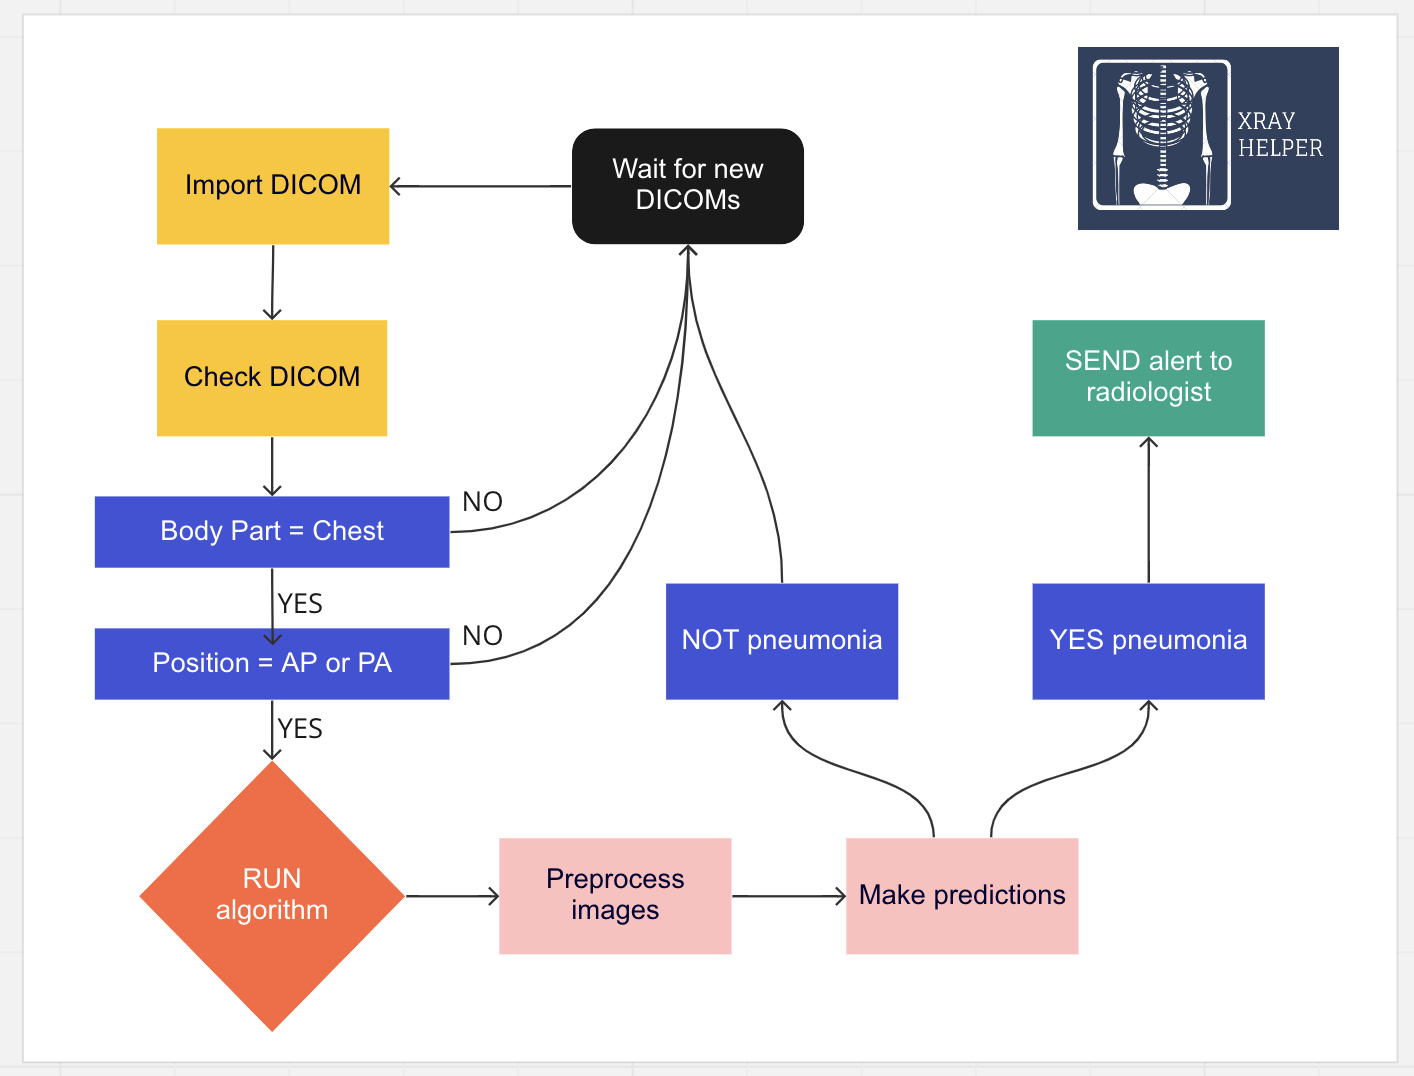 XRAY
HELPER
Import DICOM
Wait for new
DICOMs
Check DICOM
SEND alert to
radiologist
Body Part = Chest
NO
YES
Position = AP or PA
NO
YES
NOT pneumonia
YES pneumonia
RUN
algorithm
Preprocess
images
Make predictions